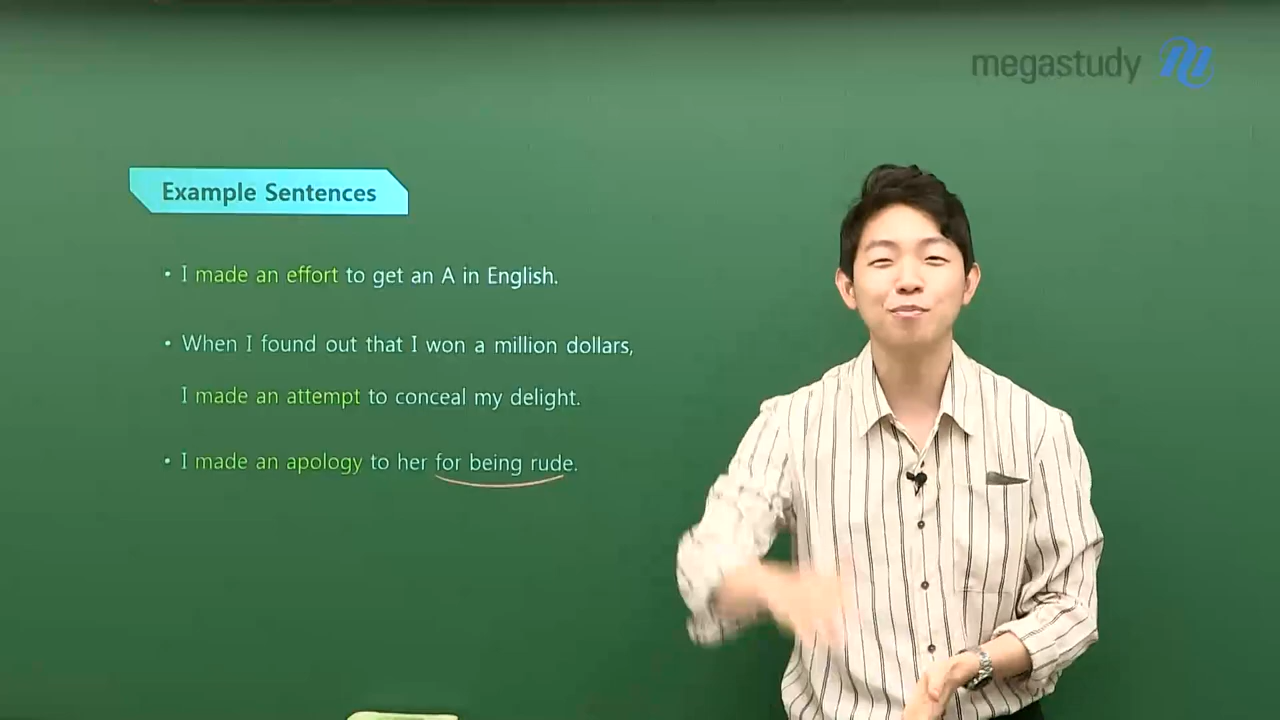 megastudy
Example Sentences
• I made an effort to get an A in English.
• When I found out that I won a million dollars,
I made an attempt to conceal my delight.
• I made an apology to her for being rude.